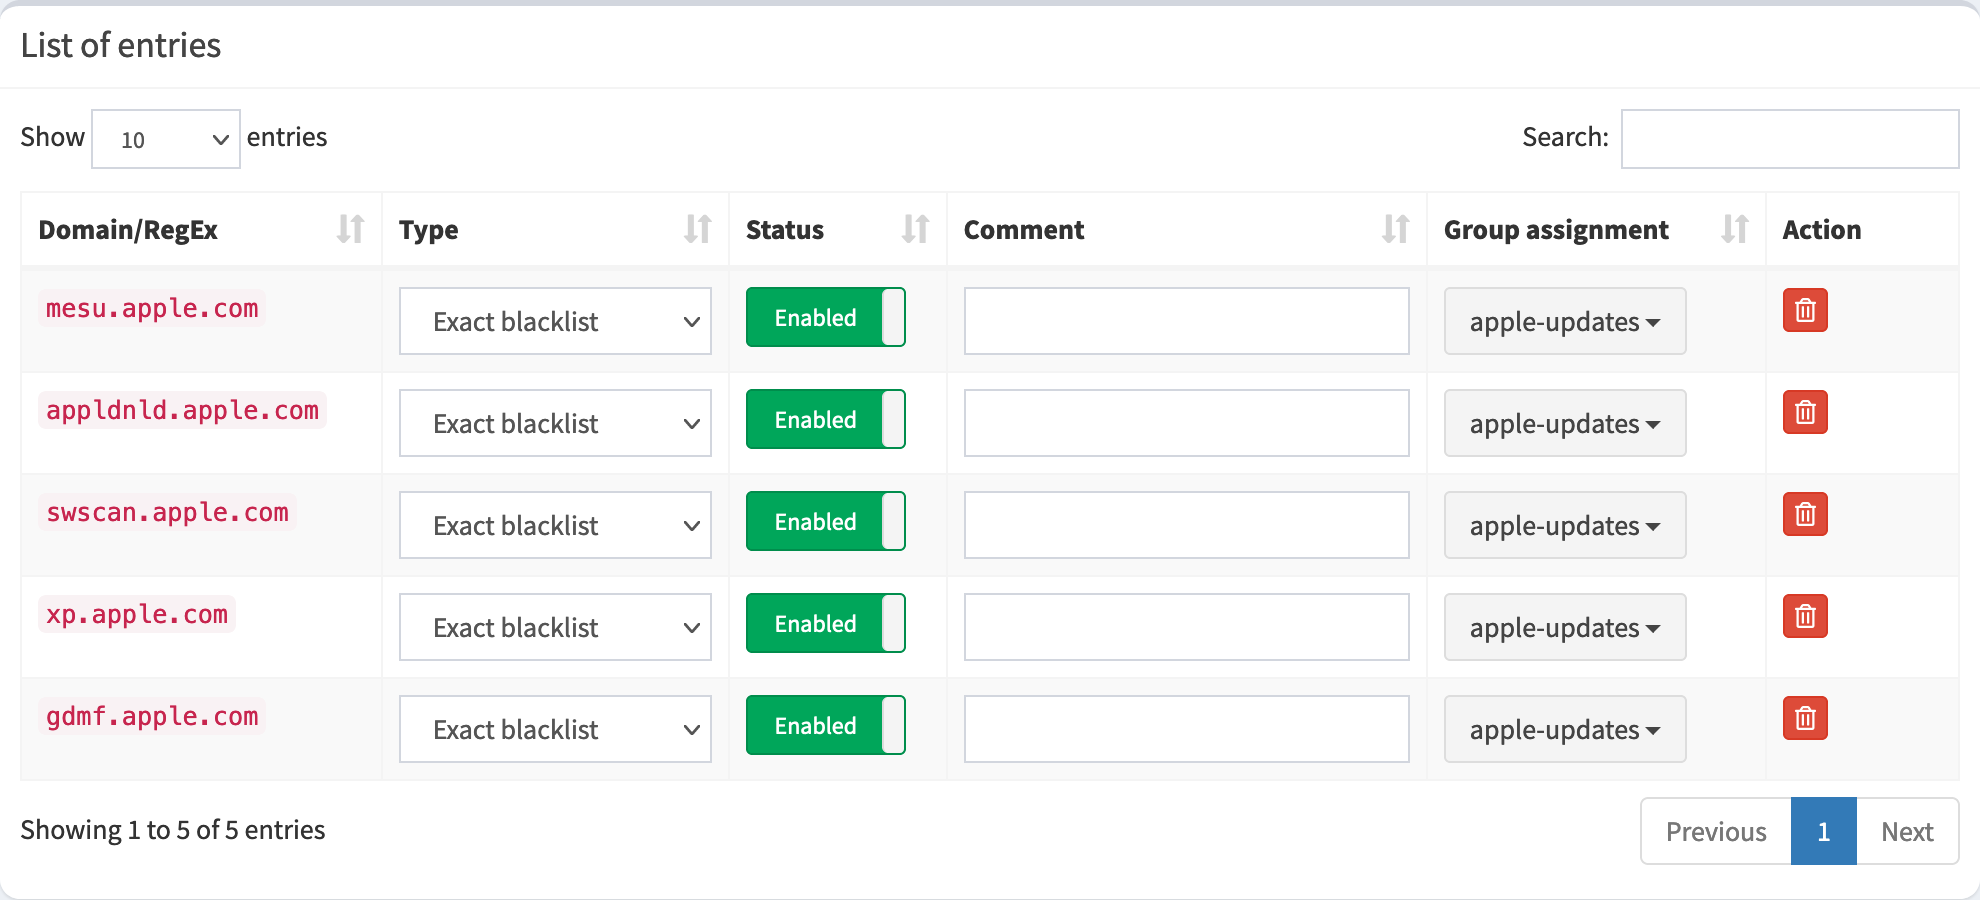 List of entries
Show 10 entries Search:
Domain/RegEx Type Status Comment Group assignment Action
mesu.apple.com Exact blacklist Enabled apple-updates
appldnld.apple.com Exact blacklist Enabled apple-updates
swscan.apple.com Exact blacklist Enabled apple-updates
xp.apple.com Exact blacklist Enabled apple-updates
gdmf.apple.com Exact blacklist Enabled apple-updates
Showing 1 to 5 of 5 entries Previous 1 Next